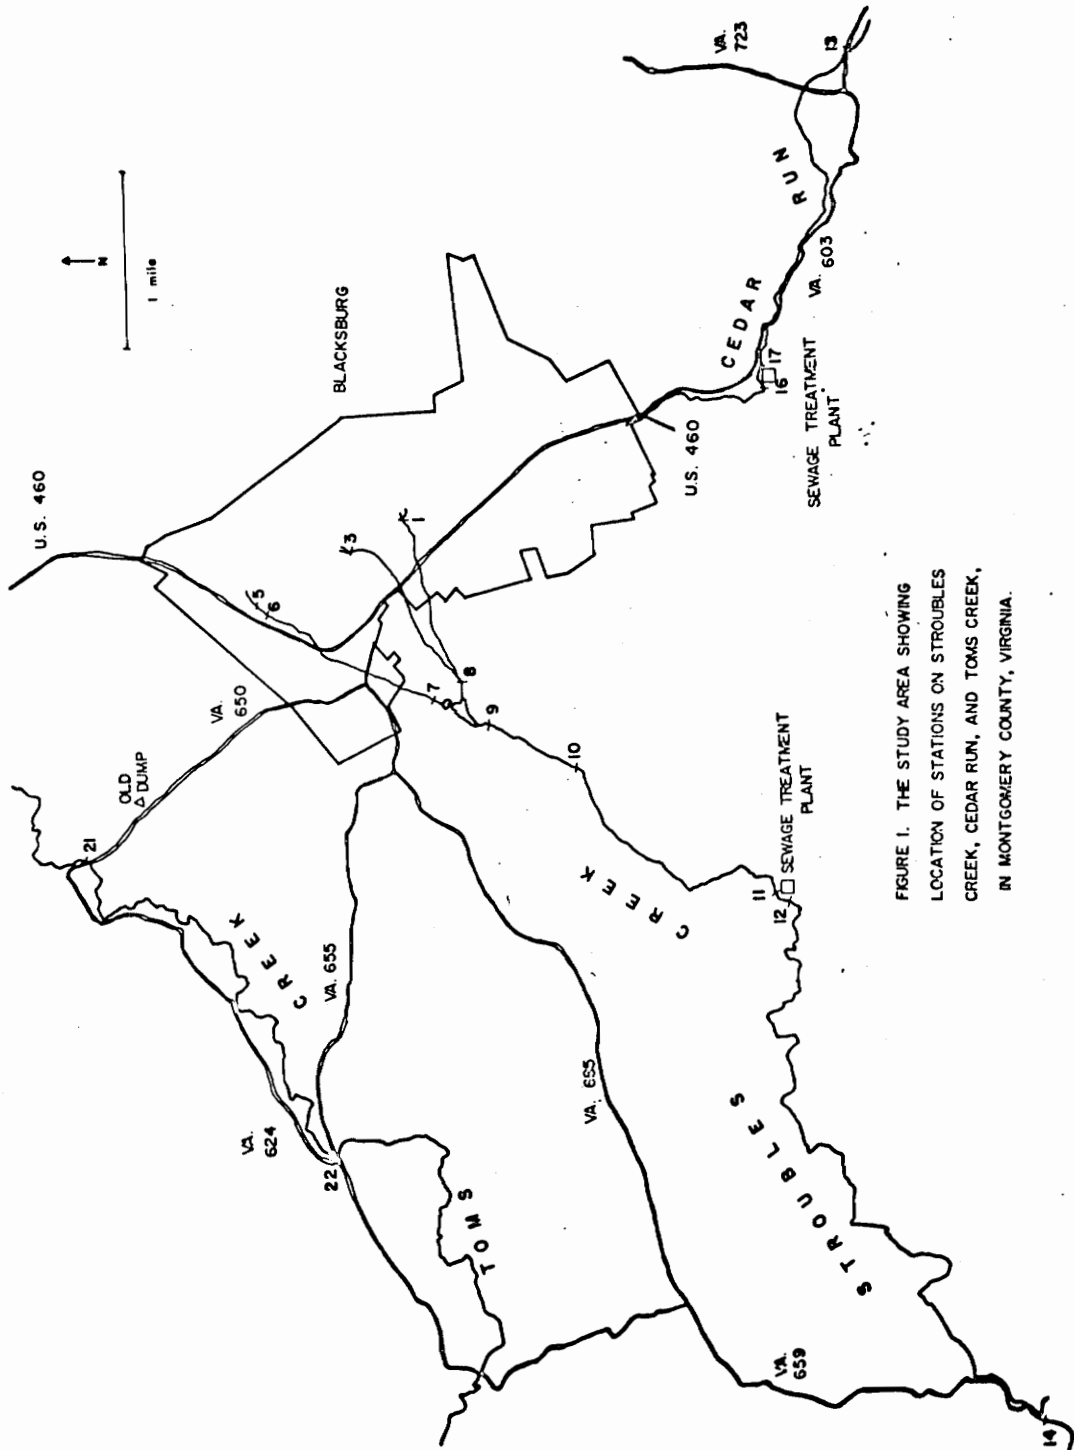 VA.
723
13
N
1 mile
BLACKSBURG
CEDAR RUN
VA. 603
17
16
SEWAGE TREATMENT
PLANT
U.S. 460
U.S. 460
1
3
5
6
7
8
9
10
VA.
650
OLD
DUMP
21
CREEK
VA. 655
VA.
624
22
TOMS
CREEK
11
12
SEWAGE TREATMENT
PLANT
STROUBLES
VA.
659
14
FIGURE 1. THE STUDY AREA SHOWING
LOCATION OF STATIONS ON STROUBLES
CREEK, CEDAR RUN, AND TOMS CREEK,
IN MONTGOMERY COUNTY, VIRGINIA.